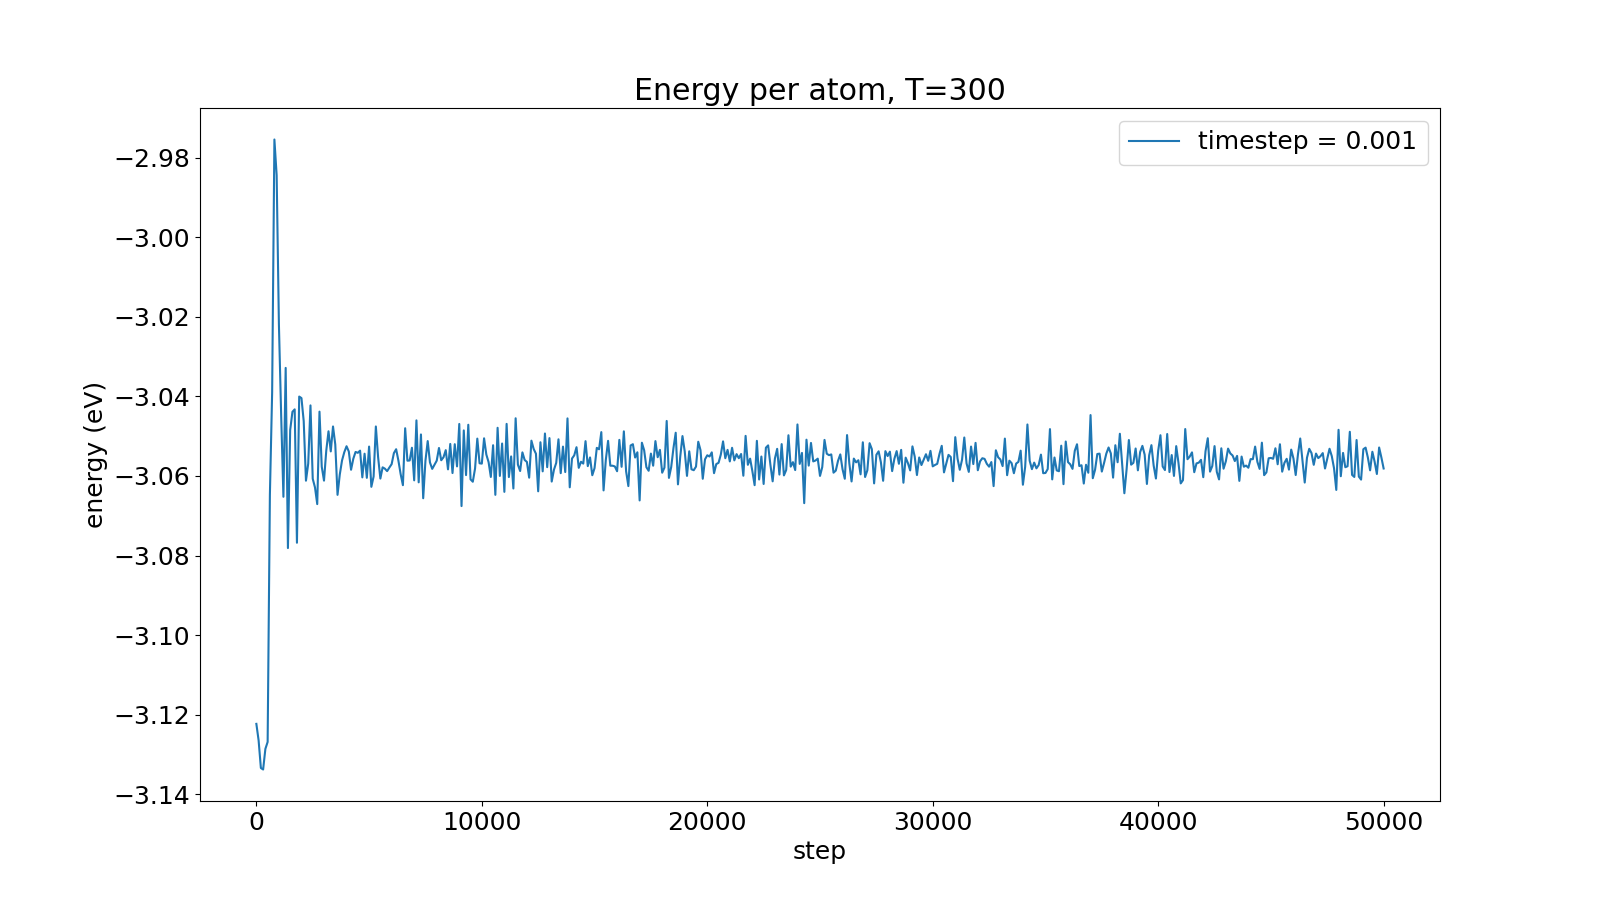 Energy per atom, T=300
timestep = 0.001
energy (eV)
−2.98
−3.00
−3.02
−3.04
−3.06
−3.08
−3.10
−3.12
−3.14
0 10000 20000 30000 40000 50000
step